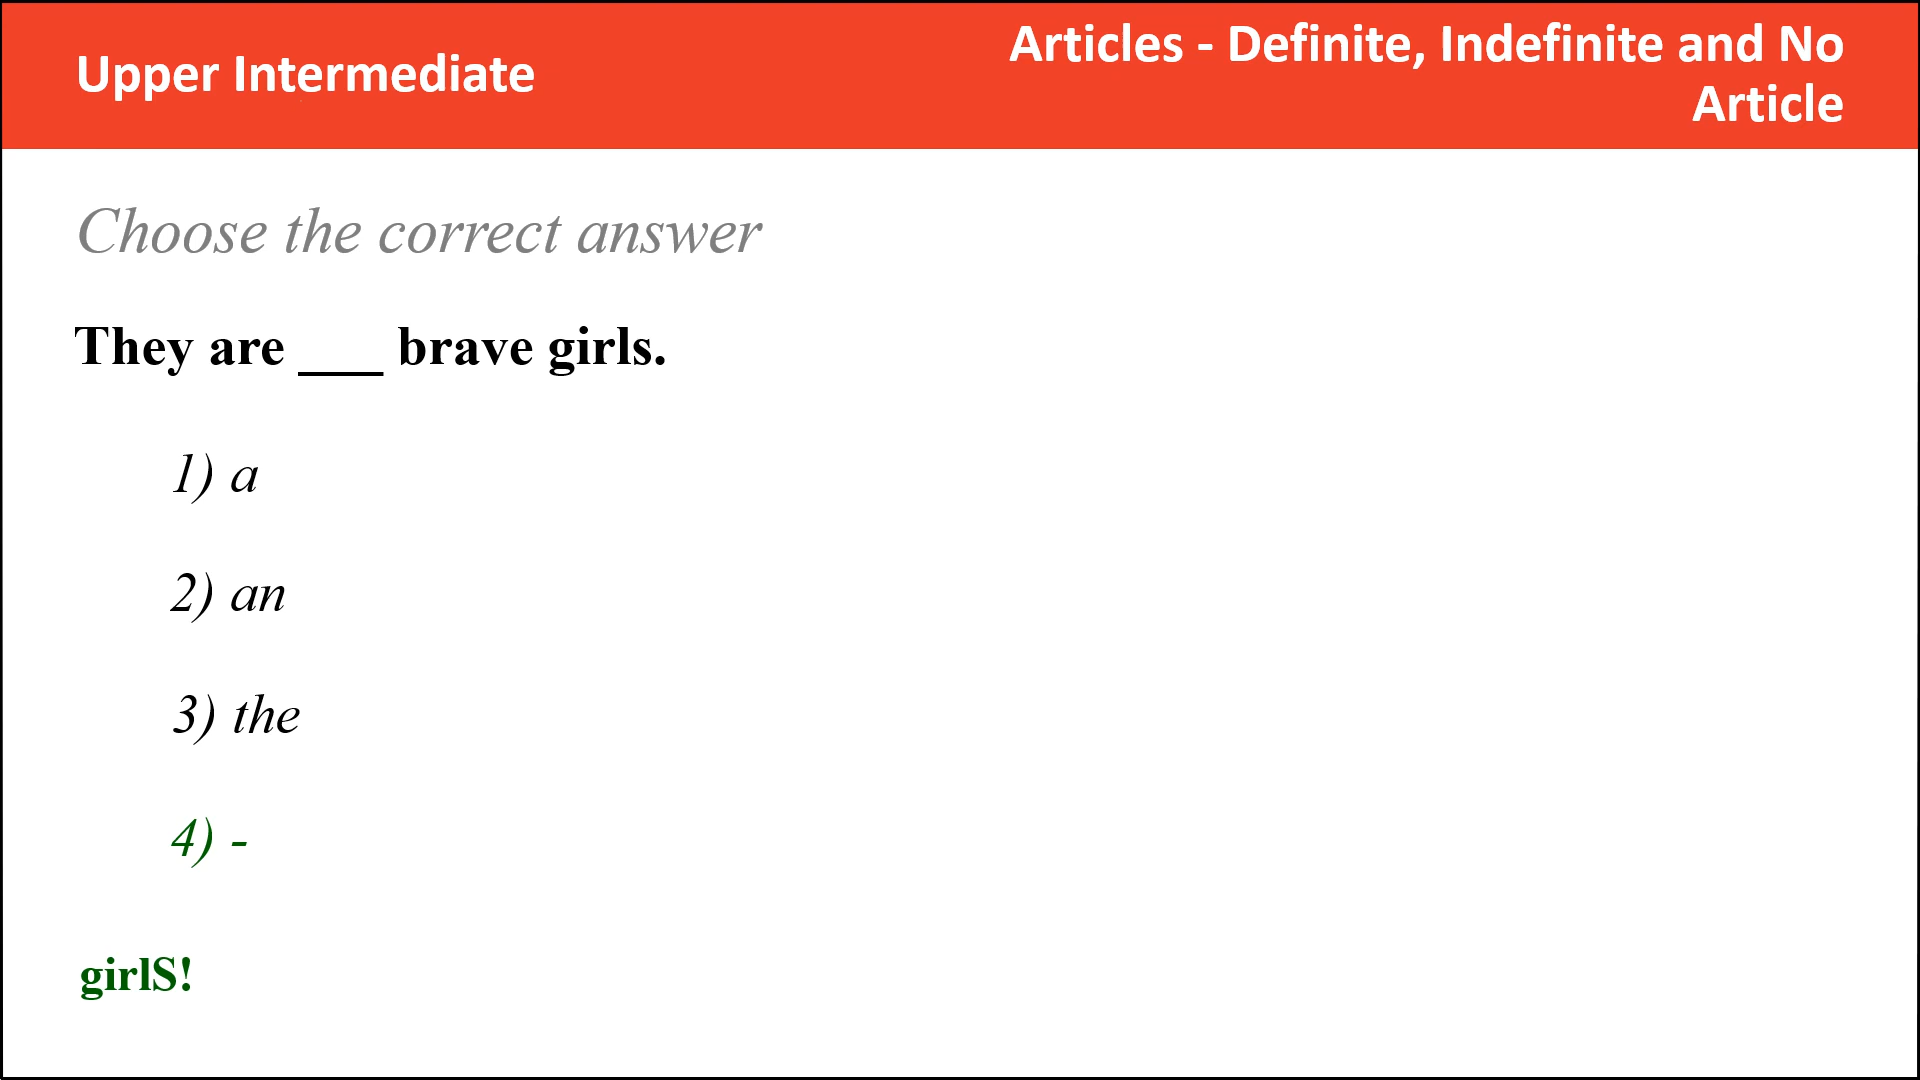 Upper Intermediate
Articles - Definite, Indefinite and No
Article
Choose the correct answer
They are ___ brave girls.
1) a
2) an
3) the
4) -
girlS!